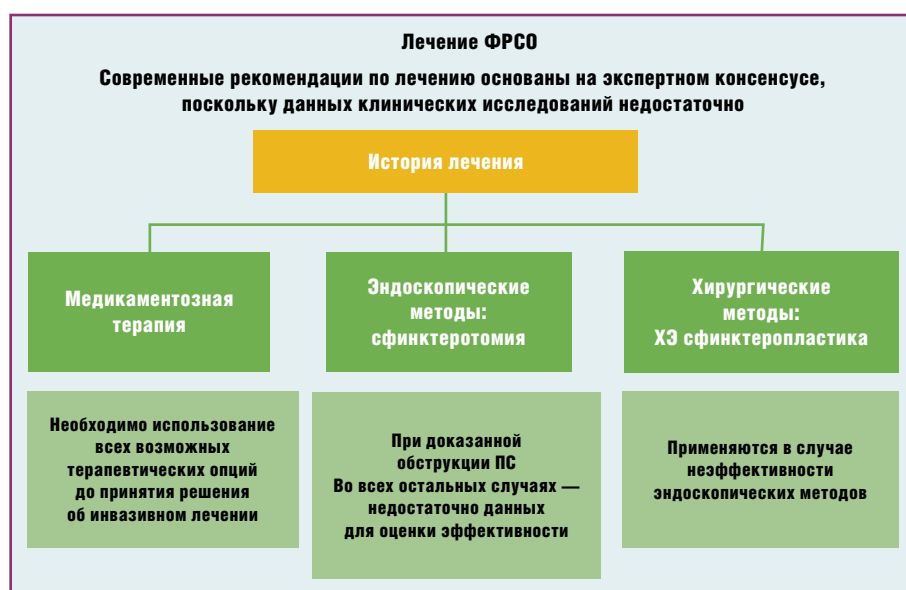 Лечение ФРСО
Современные рекомендации по лечению основаны на экспертном консенсусе,
поскольку данных клинических исследований недостаточно
История лечения
Медикаментозная
терапия
Эндоскопические
методы:
сфинктеротомия
Хирургические
методы:
ХЭ сфинктеропластика
Необходимо использование
всех возможных
терапевтических опций
до принятия решения
об инвазивном лечении
При доказанной
обструкции ПС
Во всех остальных случаях —
недостаточно данных
для оценки эффективности
Применяются в случае
неэффективности
эндоскопических методов